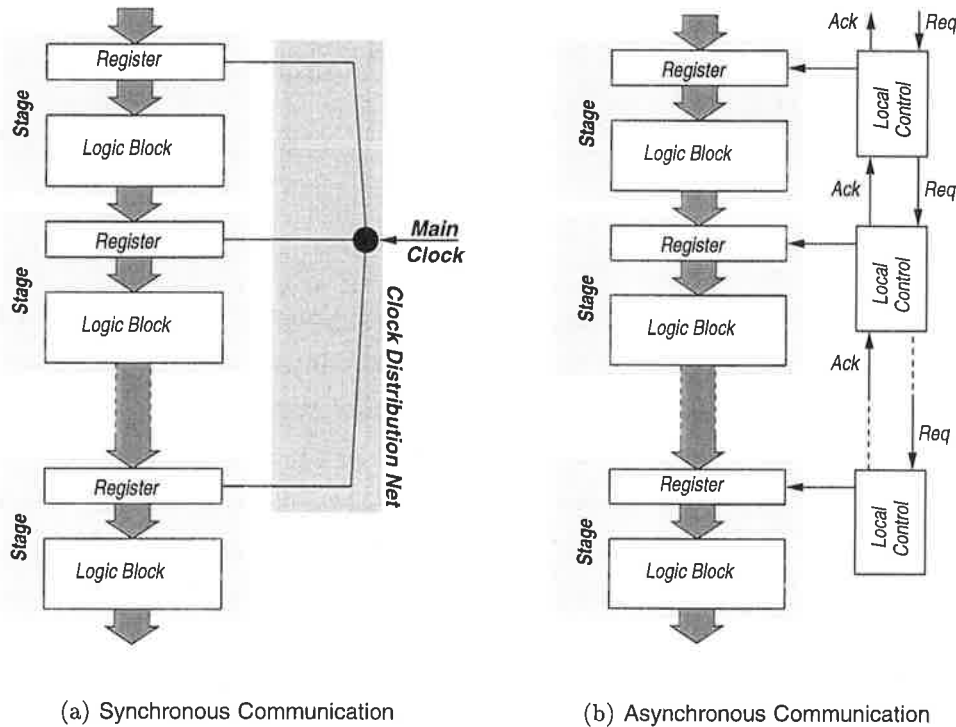 Register
Stage
Logic Block
Register
Main
Clock
Stage
Logic Block
Clock Distribution Net
Register
Stage
Logic Block
(a) Synchronous Communication
Ack
Req
Register
Local
Control
Stage
Logic Block
Ack
Req
Register
Local
Control
Stage
Logic Block
Ack
Req
Register
Local
Control
Stage
Logic Block
(b) Asynchronous Communication